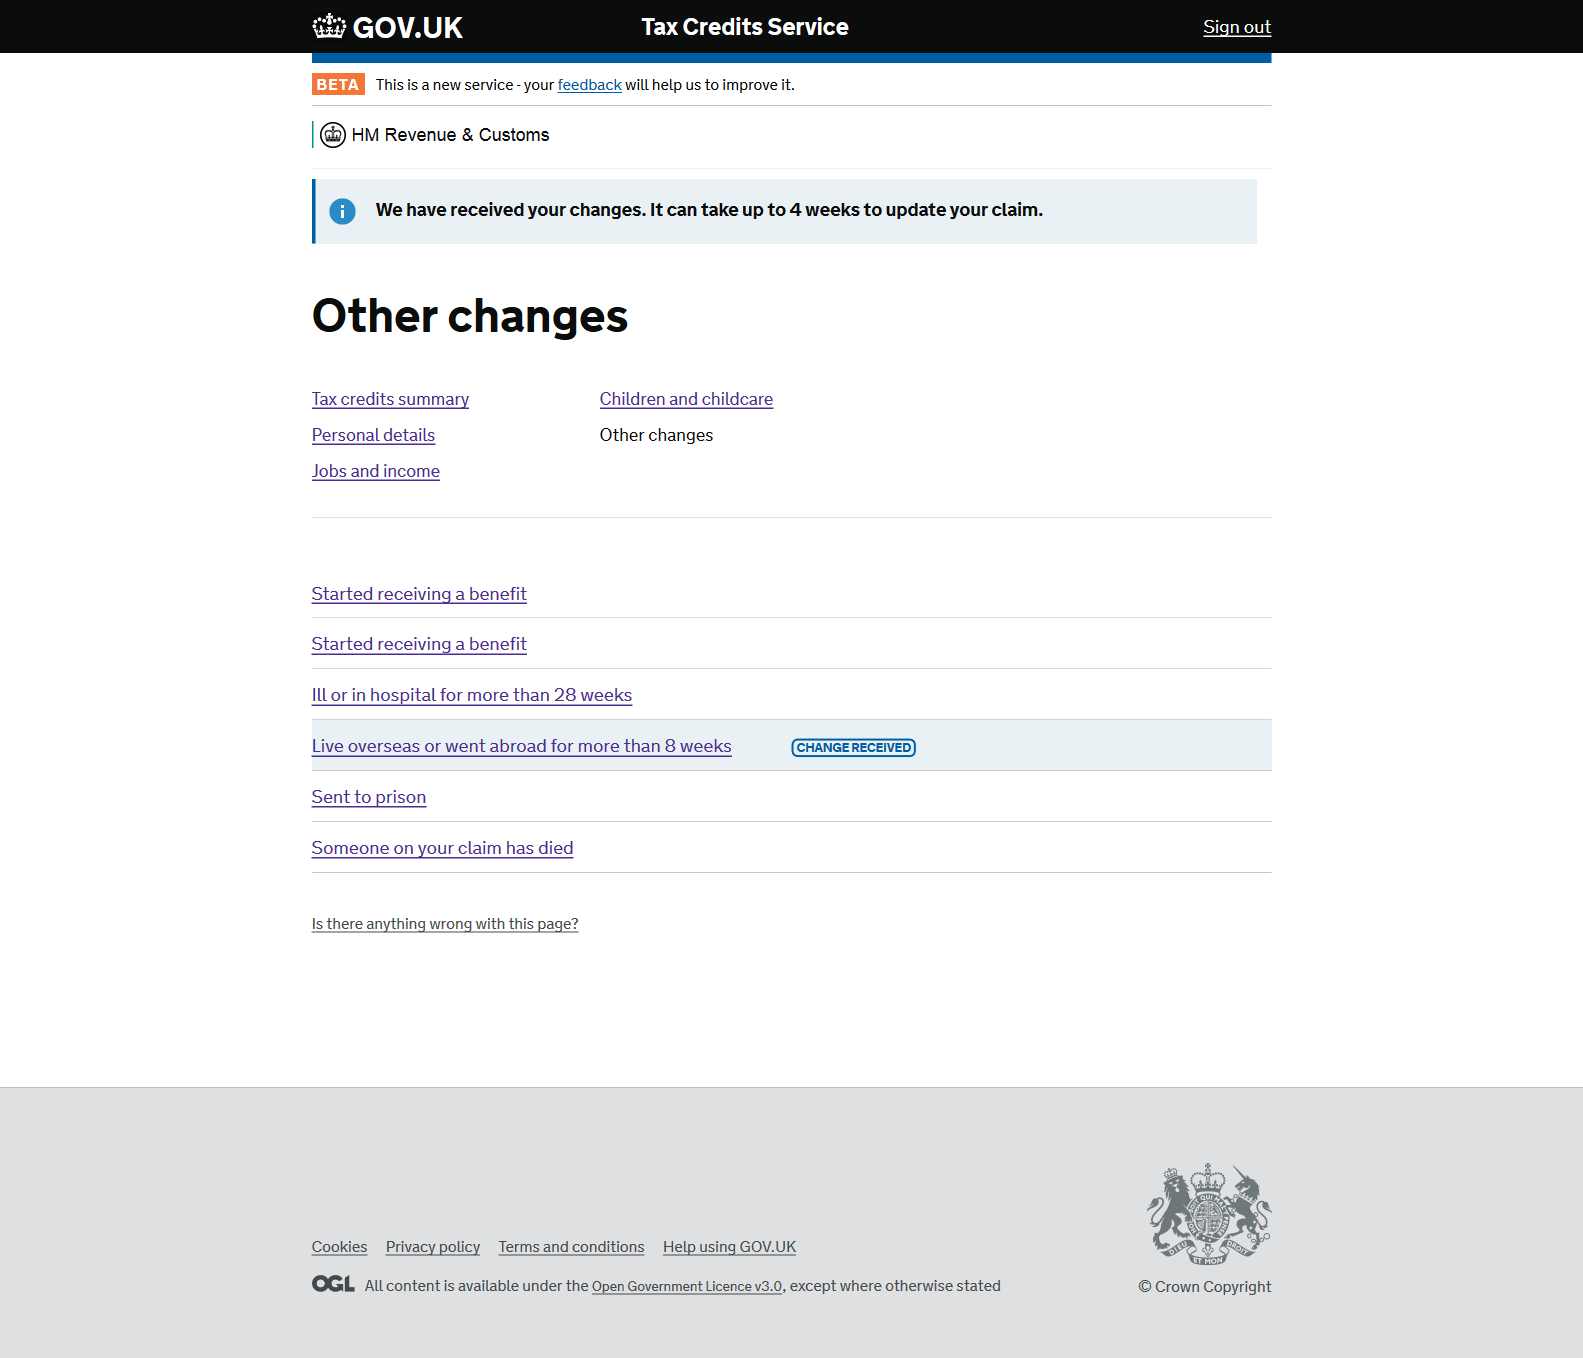 GOV.UK
Tax Credits Service
Sign out
BETA This is a new service - your feedback will help us to improve it.
HM Revenue & Customs
We have received your changes. It can take up to 4 weeks to update your claim.
Other changes
Tax credits summary
Personal details
Jobs and income
Children and childcare
Other changes
Started receiving a benefit
Started receiving a benefit
Ill or in hospital for more than 28 weeks
Live overseas or went abroad for more than 8 weeks CHANGE RECEIVED
Sent to prison
Someone on your claim has died
Is there anything wrong with this page?
Cookies Privacy policy Terms and conditions Help using GOV.UK
OGL All content is available under the Open Government Licence v3.0, except where otherwise stated
DIEU ET MON DROIT
© Crown Copyright